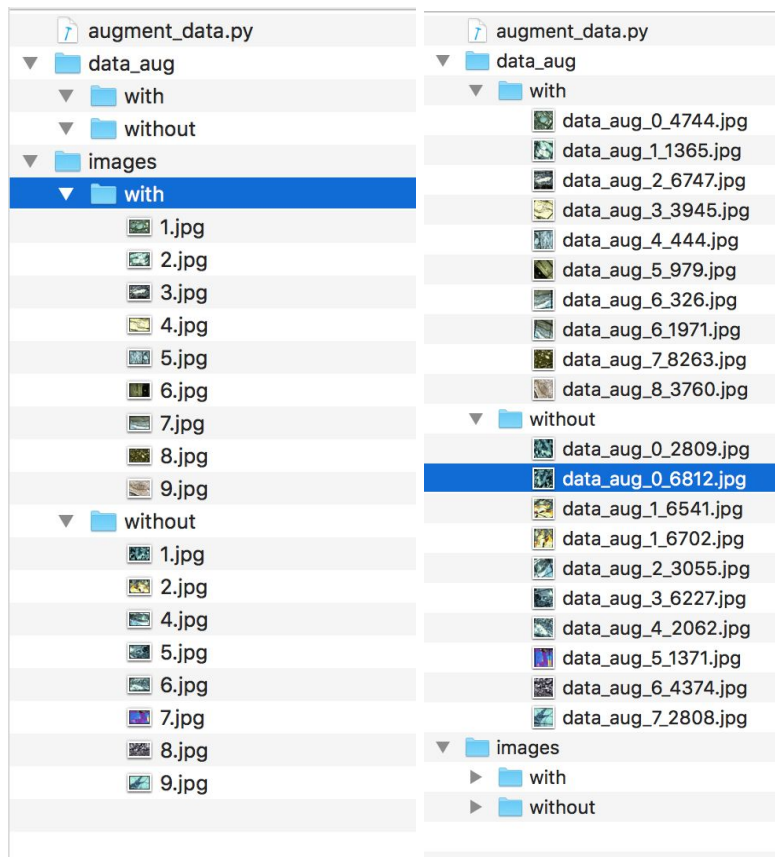 augment_data.py
data_aug
with
without
images
with
1.jpg
2.jpg
3.jpg
4.jpg
5.jpg
6.jpg
7.jpg
8.jpg
9.jpg
without
1.jpg
2.jpg
4.jpg
5.jpg
6.jpg
7.jpg
8.jpg
9.jpg
augment_data.py
data_aug
with
data_aug_0_4744.jpg
data_aug_1_1365.jpg
data_aug_2_6747.jpg
data_aug_3_3945.jpg
data_aug_4_444.jpg
data_aug_5_979.jpg
data_aug_6_326.jpg
data_aug_6_1971.jpg
data_aug_7_8263.jpg
data_aug_8_3760.jpg
without
data_aug_0_2809.jpg
data_aug_0_6812.jpg
data_aug_1_6541.jpg
data_aug_1_6702.jpg
data_aug_2_3055.jpg
data_aug_3_6227.jpg
data_aug_4_2062.jpg
data_aug_5_1371.jpg
data_aug_6_4374.jpg
data_aug_7_2808.jpg
images
with
without